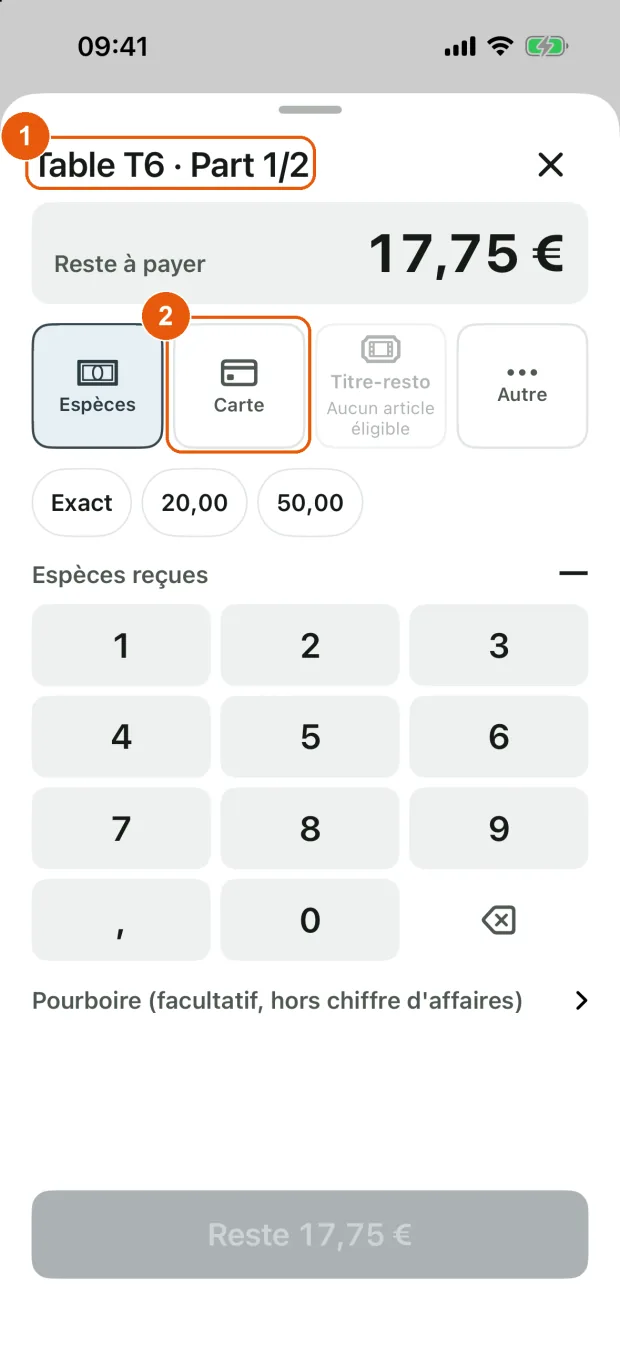 09:41
1
Table T6 · Part 1/2
Reste à payer
17,75 €
2
Espèces
Carte
Titre-resto
Aucun article
éligible
Autre
Exact
20,00
50,00
Espèces reçues
—
1
2
3
4
5
6
7
8
9
,
0
Pourboire (facultatif, hors chiffre d'affaires)
Reste 17,75 €